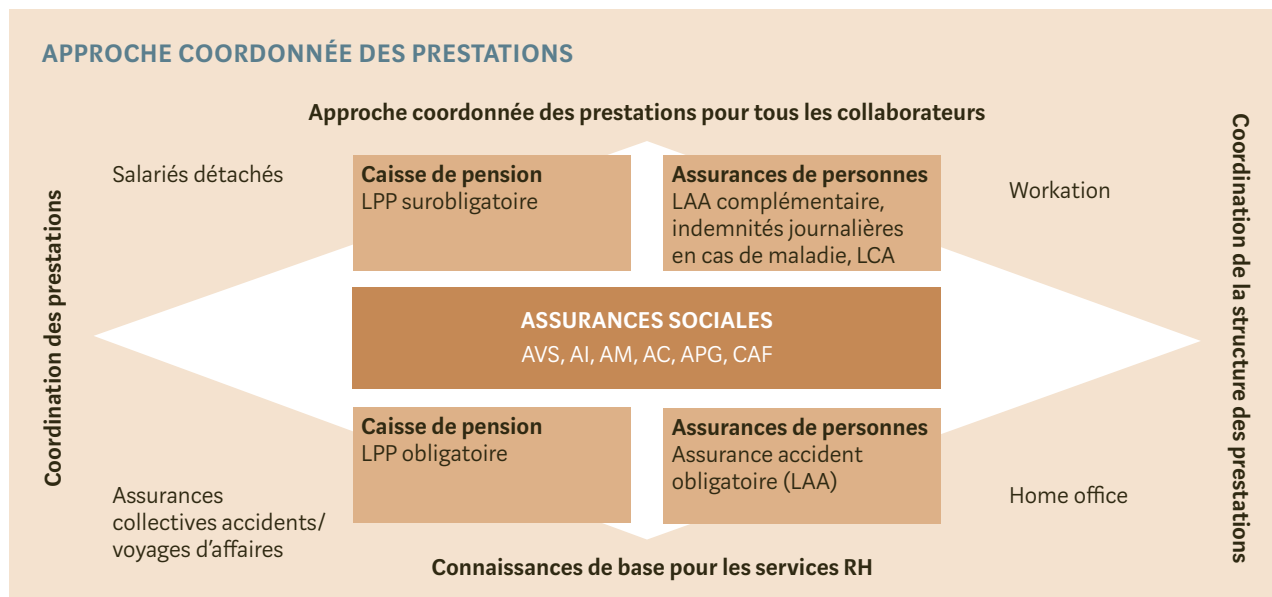 APPROCHE COORDONNÉE DES PRESTATIONS
Approche coordonnée des prestations pour tous les collaborateurs
Coordination des prestations
Salariés détachés
Caisse de pension
LPP surobligatoire
Assurances de personnes
LAA complémentaire,
indemnités journalières
en cas de maladie, LCA
Workation
Coordination de la structure des prestations
ASSURANCES SOCIALES
AVS, AI, AM, AC, APG, CAF
Caisse de pension
LPP obligatoire
Assurances de personnes
Assurance accident
obligatoire (LAA)
Assurances
collectives accidents/
voyages d’affaires
Home office
Connaissances de base pour les services RH